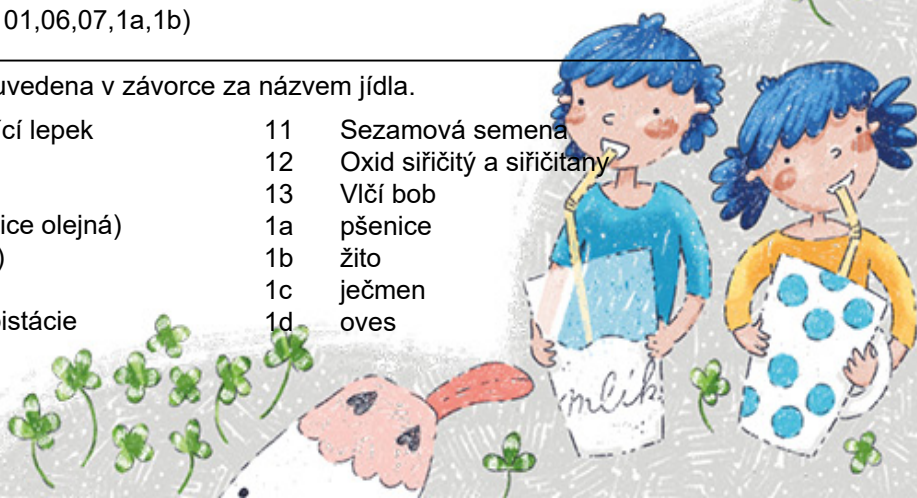 01,06,07,1a,1b)
uvedena v závorce za názvem jídla.
ící lepek
11 Sezamová semena
12 Oxid siřičitý a siřičitany
13 Vlčí bob
ice olejná) 1a pšenice
) 1b žito
1c ječmen
pistácie 1d oves
mlík